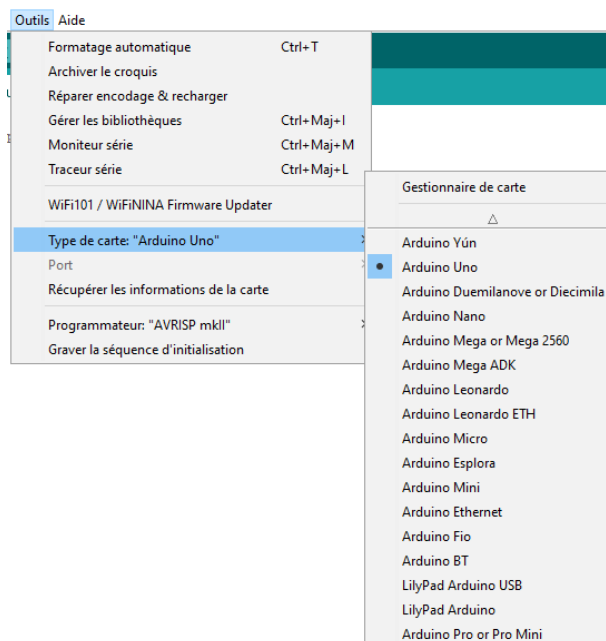 Outils Aide
Formatage automatique Ctrl+T
Archiver le croquis
Réparer encodage & recharger
Gérer les bibliothèques Ctrl+Maj+I
Moniteur série Ctrl+Maj+M
Traceur série Ctrl+Maj+L
WiFi101 / WiFiNINA Firmware Updater
Type de carte: "Arduino Uno"
Port
Récupérer les informations de la carte
Programmateur: "AVRISP mkII"
Graver la séquence d'initialisation
Gestionnaire de carte
Arduino Yún
Arduino Uno
Arduino Duemilanove or Diecimila
Arduino Nano
Arduino Mega or Mega 2560
Arduino Mega ADK
Arduino Leonardo
Arduino Leonardo ETH
Arduino Micro
Arduino Esplora
Arduino Mini
Arduino Ethernet
Arduino Fio
Arduino BT
LilyPad Arduino USB
LilyPad Arduino
Arduino Pro or Pro Mini